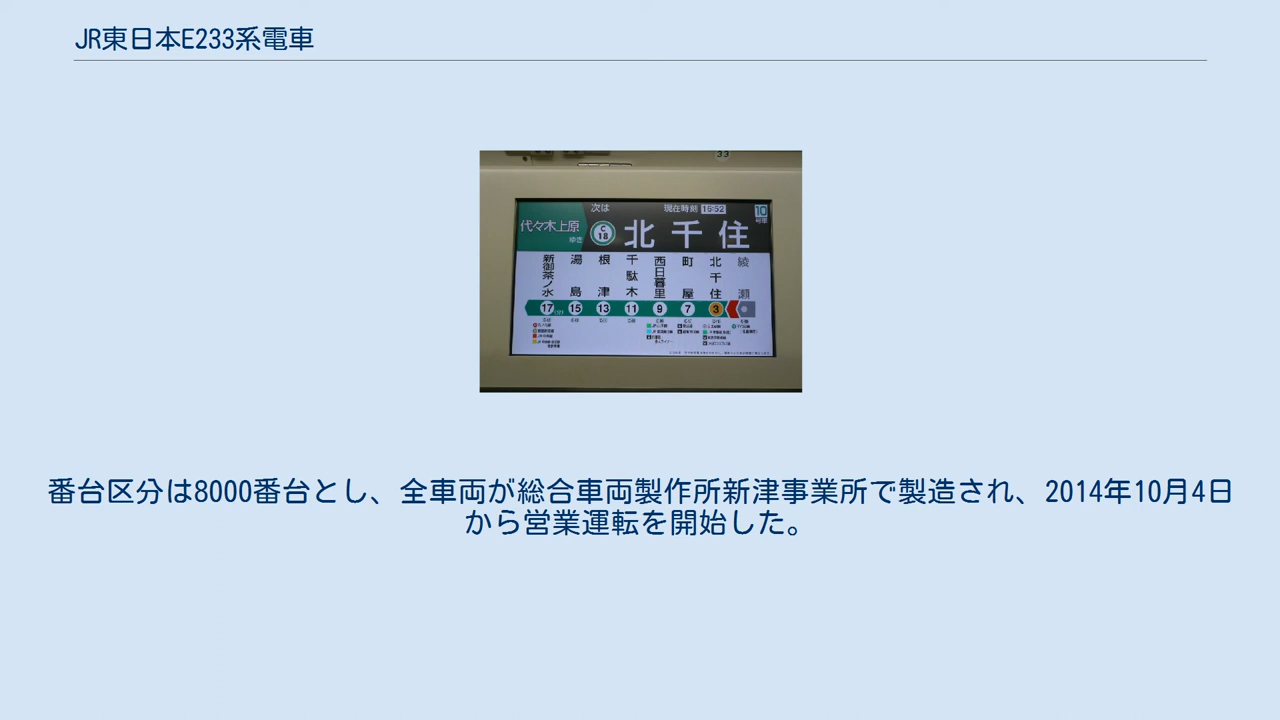 JR東日本E233系電車
33
次は
現在時刻 16:52
10
号車
代々木上原
ゆき
C
18
北千住
新御茶ノ水 湯島 根津 千駄木 西日暮里 町屋 北千住 綾瀬
17 15 13 11 9 7 3
番台区分は8000番台とし、全車両が総合車両製作所新津事業所で製造され、2014年10月4日
から営業運転を開始した。